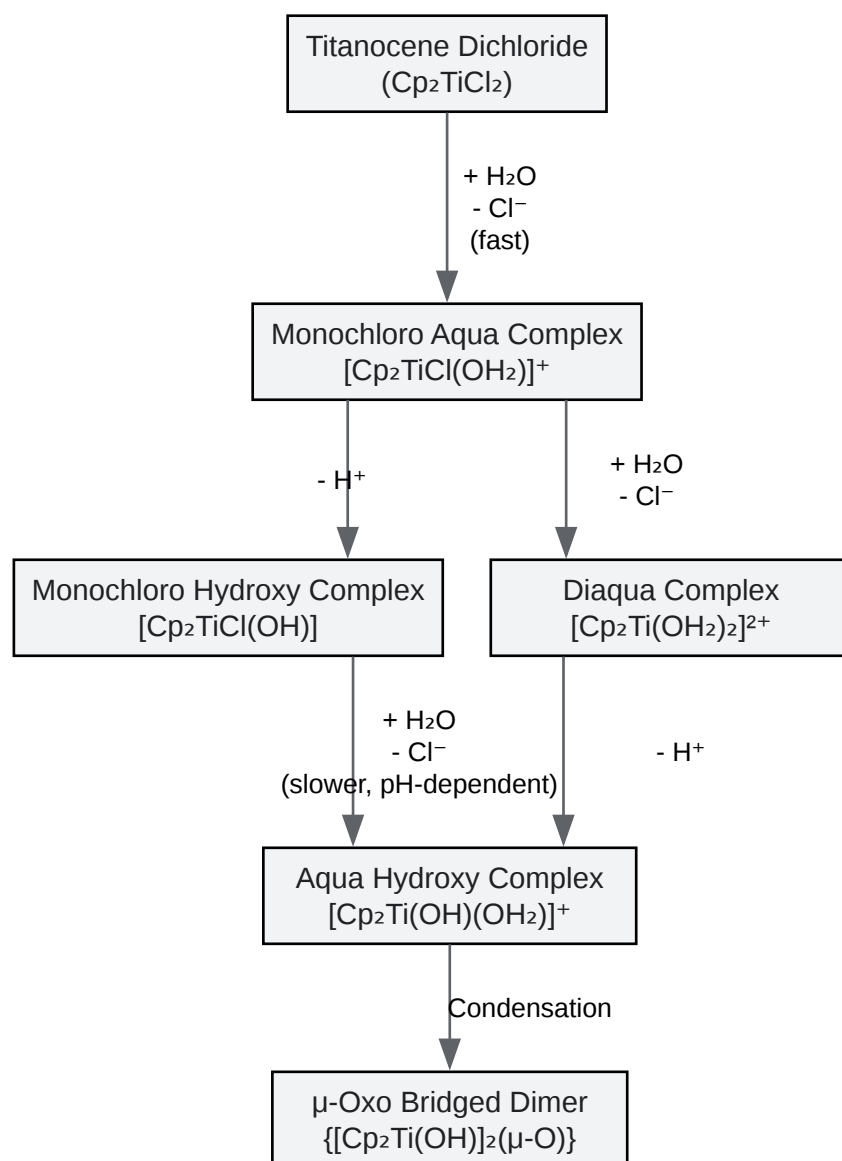 Titanocene Dichloride
(Cp₂TiCl₂)
+ H₂O
- Cl⁻
(fast)
Monochloro Aqua Complex
[Cp₂TiCl(OH₂)]⁺
- H⁺
+ H₂O
- Cl⁻
Monochloro Hydroxy Complex
[Cp₂TiCl(OH)]
Diaqua Complex
[Cp₂Ti(OH₂)₂]²⁺
+ H₂O
- Cl⁻
(slower, pH-dependent)
- H⁺
Aqua Hydroxy Complex
[Cp₂Ti(OH)(OH₂)]⁺
Condensation
μ-Oxo Bridged Dimer
{[Cp₂Ti(OH)]₂(μ-O)}